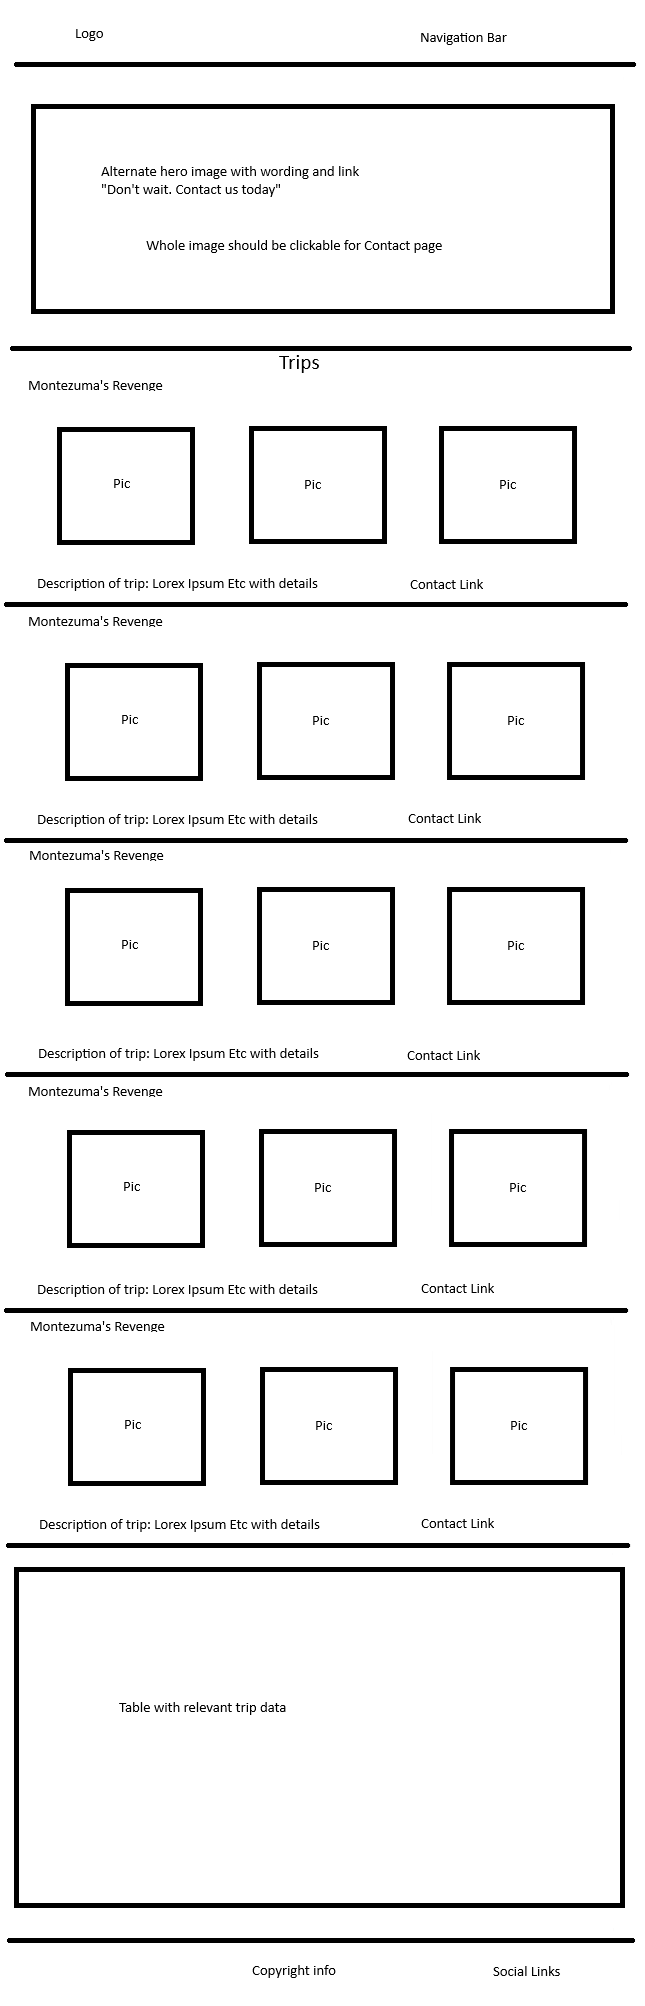 Logo
Navigation Bar
Alternate hero image with wording and link
"Don't wait. Contact us today"
Whole image should be clickable for Contact page
Trips
Montezuma's Revenge
Pic
Pic
Pic
Description of trip: Lorex Ipsum Etc with details
Contact Link
Montezuma's Revenge
Pic
Pic
Pic
Description of trip: Lorex Ipsum Etc with details
Contact Link
Montezuma's Revenge
Pic
Pic
Pic
Description of trip: Lorex Ipsum Etc with details
Contact Link
Montezuma's Revenge
Pic
Pic
Pic
Description of trip: Lorex Ipsum Etc with details
Contact Link
Montezuma's Revenge
Pic
Pic
Pic
Description of trip: Lorex Ipsum Etc with details
Contact Link
Table with relevant trip data
Copyright info
Social Links